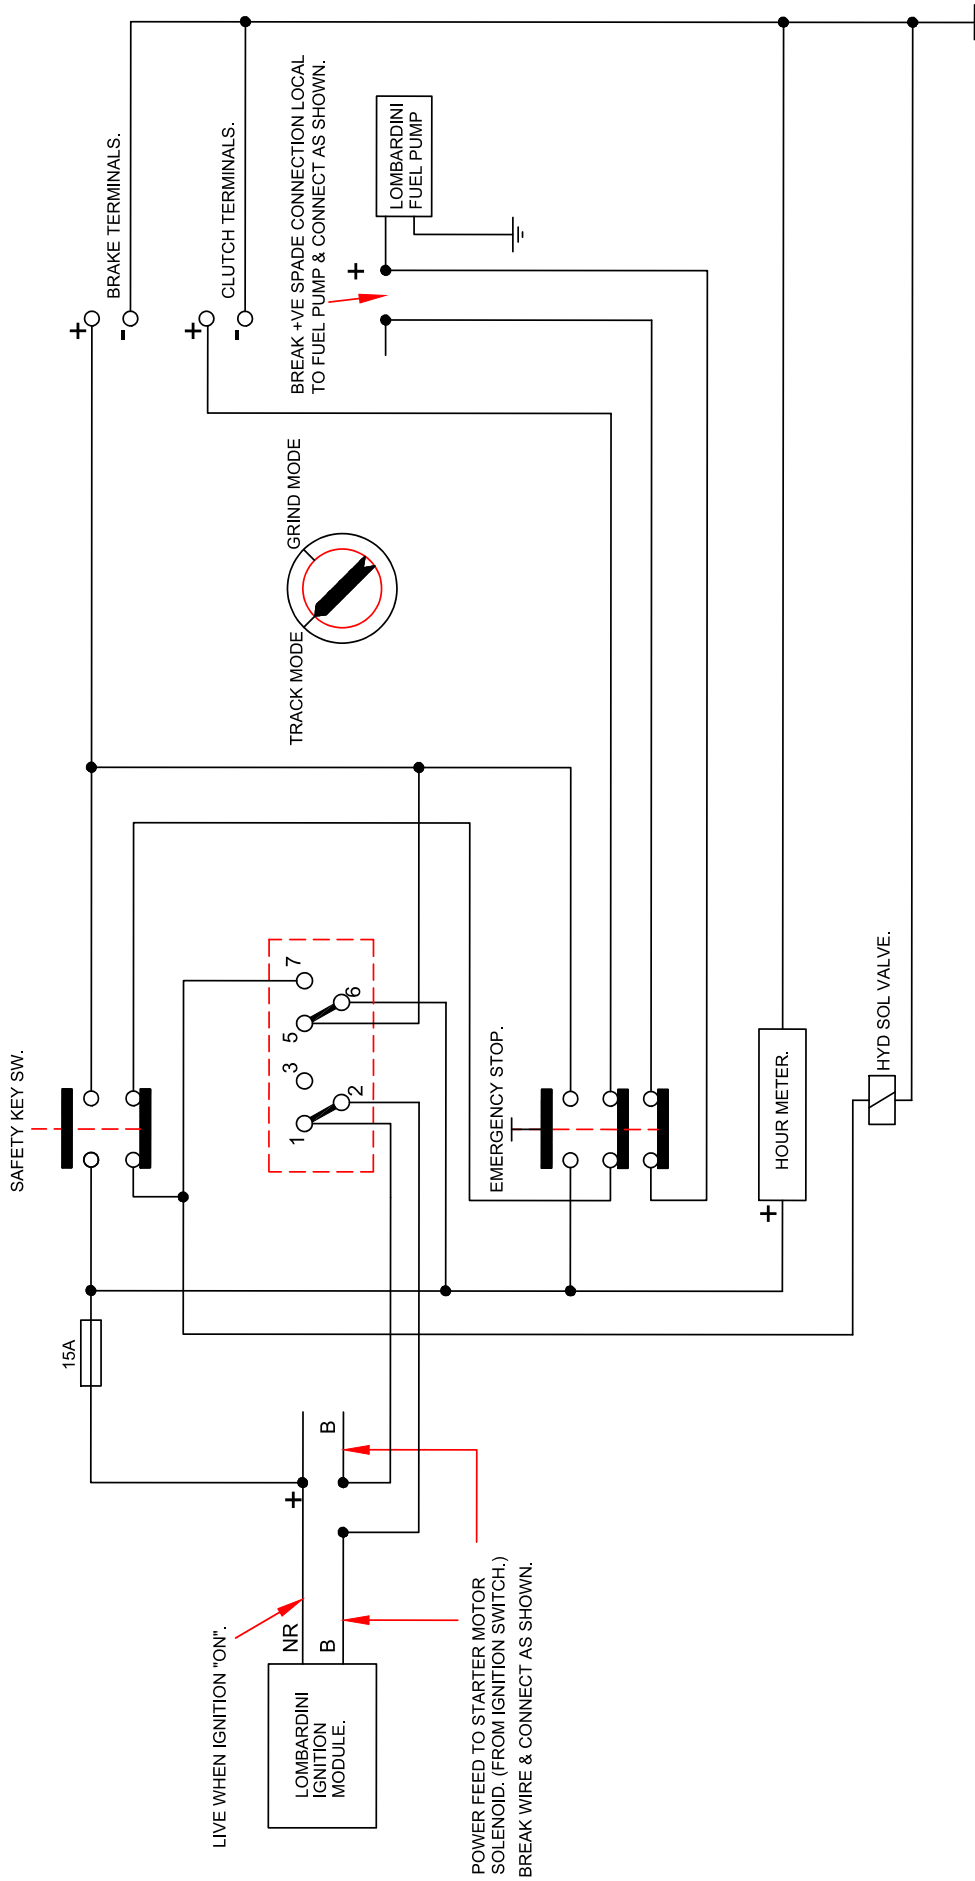 SAFETY KEY SW.
15A
+
BRAKE TERMINALS.
-
+
CLUTCH TERMINALS.
-
LIVE WHEN IGNITION "ON".
LOMBARDINI
IGNITION
MODULE.
NR
B
+
B
1
2
3
5
6
7
TRACK MODE
GRIND MODE
BREAK +VE SPADE CONNECTION LOCAL
TO FUEL PUMP & CONNECT AS SHOWN.
+
LOMBARDINI
FUEL PUMP
POWER FEED TO STARTER MOTOR
SOLENOID. (FROM IGNITION SWITCH.)
BREAK WIRE & CONNECT AS SHOWN.
EMERGENCY STOP.
+
HOUR METER.
HYD SOL VALVE.